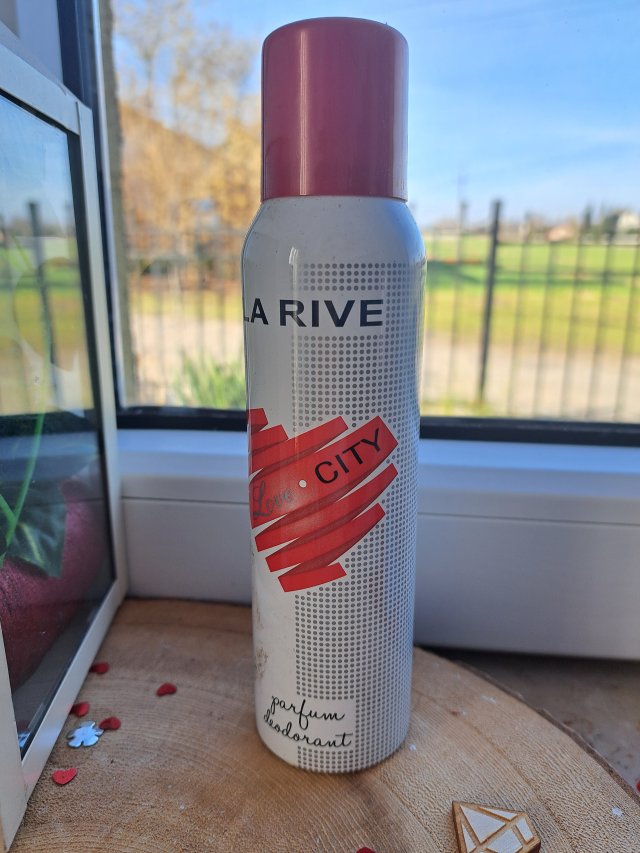 LA RIVE
Love • CITY
parfum
deodorant